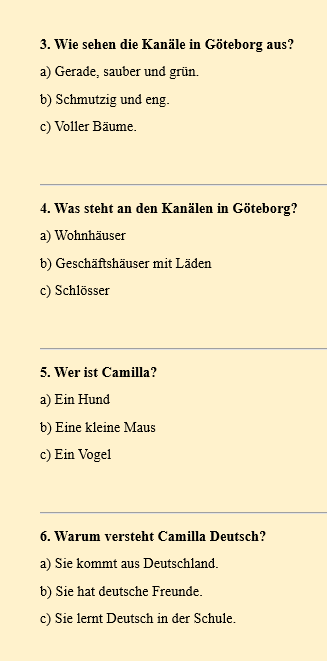 3. Wie sehen die Kanäle in Göteborg aus?
a) Gerade, sauber und grün.
b) Schmutzig und eng.
c) Voller Bäume.
4. Was steht an den Kanälen in Göteborg?
a) Wohnhäuser
b) Geschäftshäuser mit Läden
c) Schlösser
5. Wer ist Camilla?
a) Ein Hund
b) Eine kleine Maus
c) Ein Vogel
6. Warum versteht Camilla Deutsch?
a) Sie kommt aus Deutschland.
b) Sie hat deutsche Freunde.
c) Sie lernt Deutsch in der Schule.